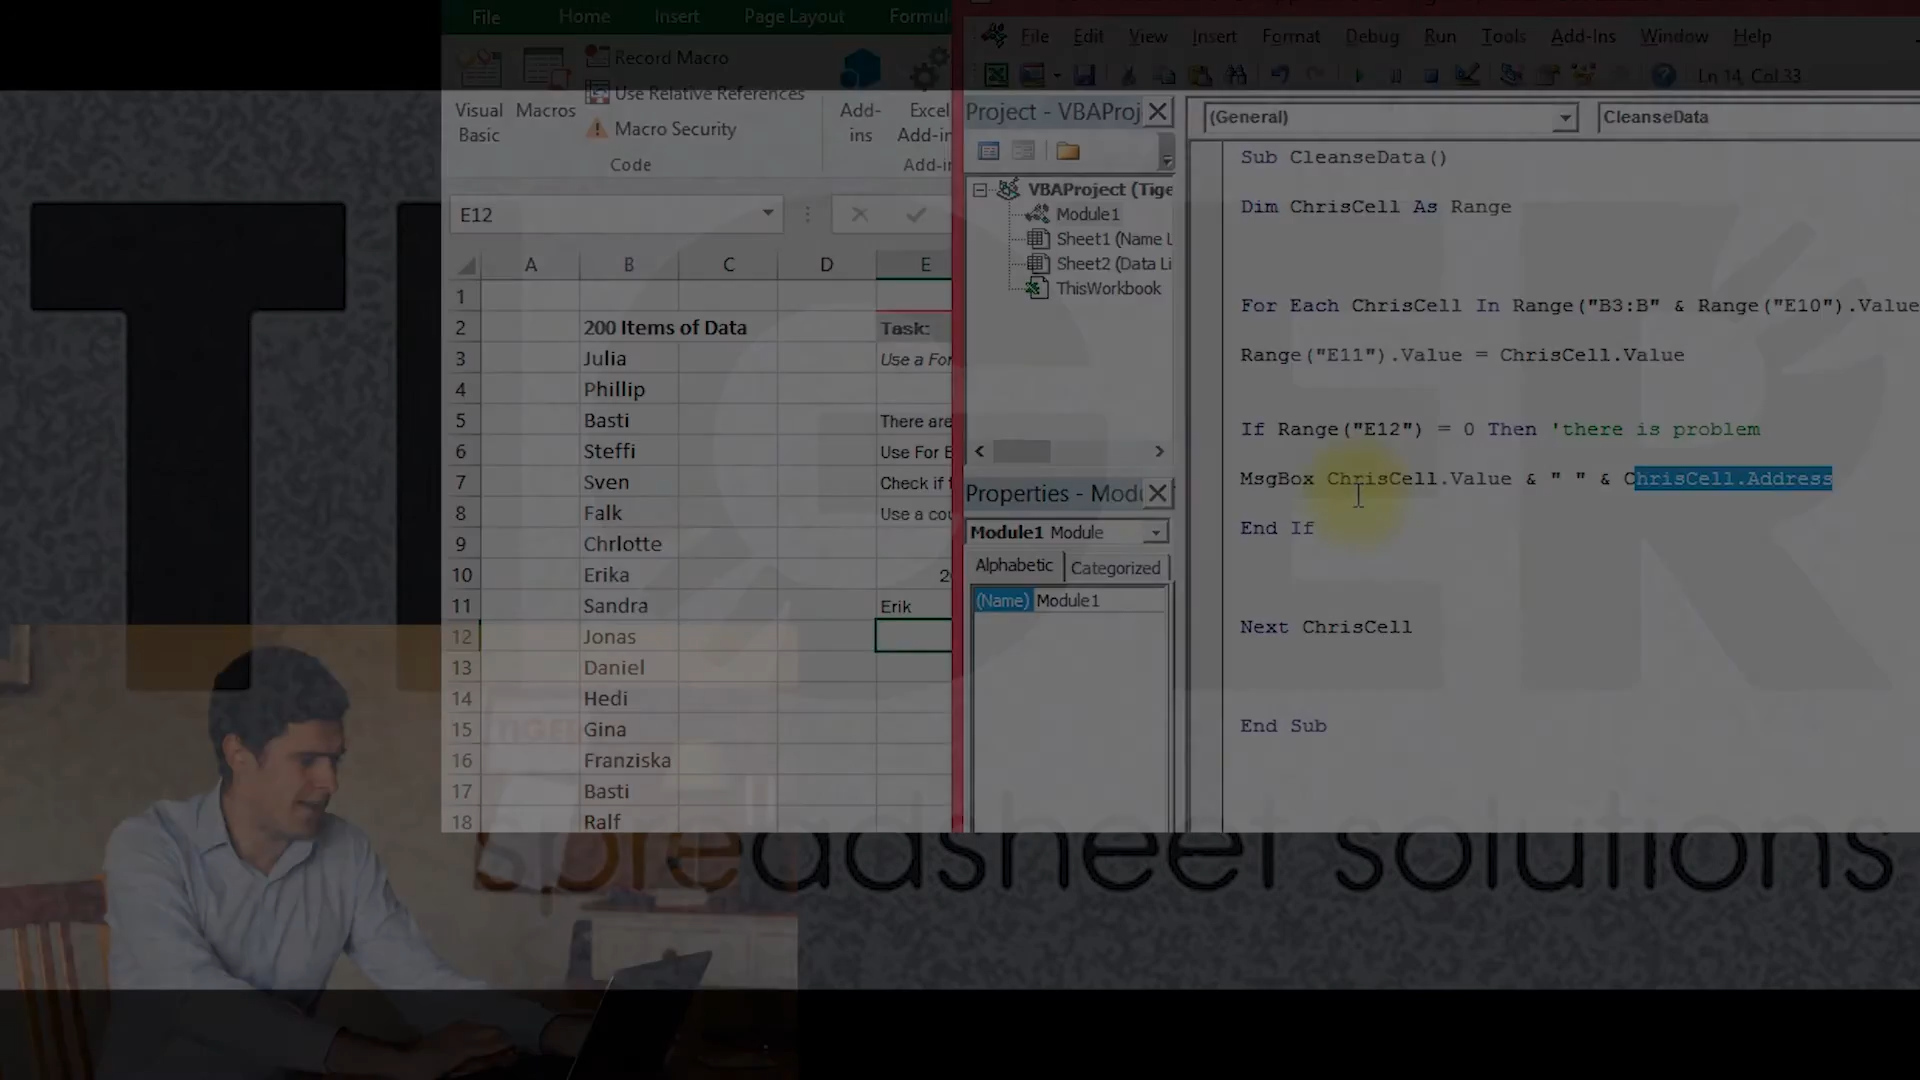 File Home Insert Page Layout Formul
Record Macro
Use Relative References
Macro Security
Visual Basic
Macros
Code
Add-ins
Excel Add-in
Add-in
E12
A B C D E
1
2 200 Items of Data Task:
3 Julia Use a For
4 Phillip
5 Basti There are
6 Steffi Use For E
7 Sven Check if t
8 Falk Use a cou
9 Chrlotte
10 Erika 20
11 Sandra Erik
12 Jonas
13 Daniel
14 Hedi
15 Gina
16 Franziska
17 Basti
18 Ralf
File Edit View Insert Format Debug Run Tools Add-Ins Window Help
Ln 14, Col 33
Project - VBAProj
VBAProject (Tige
Module1
Sheet1 (Name L
Sheet2 (Data Li
ThisWorkbook
Properties - Modu
Module1 Module
Alphabetic Categorized
(Name) Module1
(General) CleanseData
Sub CleanseData()
Dim ChrisCell As Range
For Each ChrisCell In Range("B3:B" & Range("E10").Value
Range("E11").Value = ChrisCell.Value
If Range("E12") = 0 Then 'there is problem
MsgBox ChrisCell.Value & " " & ChrisCell.Address
End If
Next ChrisCell
End Sub
spreadsheet solutions